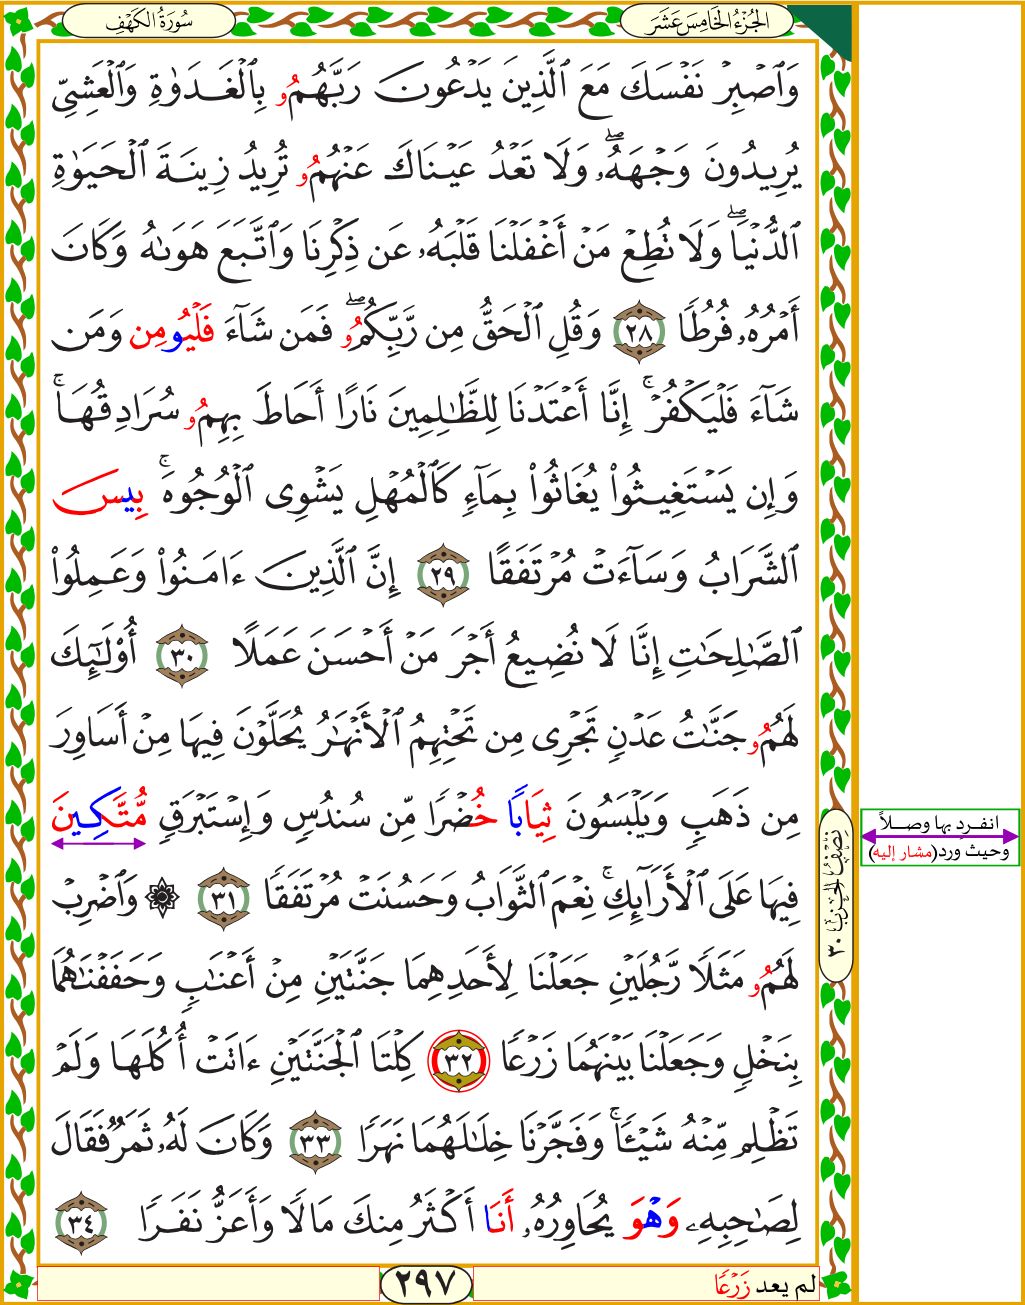 سُورَةُ الكَهْفِ
الجُزْءُ الخَامِسَ عَشَرَ
وَٱصْبِرْ نَفْسَكَ مَعَ ٱلَّذِينَ يَدْعُونَ رَبَّهُمُۥ بِٱلْغَدَوٰةِ وَٱلْعَشِيِّ
يُرِيدُونَ وَجْهَهُۥۖ وَلَا تَعْدُ عَيْنَاكَ عَنْهُمُۥ تُرِيدُ زِينَةَ ٱلْحَيَوٰةِ
ٱلدُّنْيَاۖ وَلَا تُطِعْ مَنْ أَغْفَلْنَا قَلْبَهُۥ عَن ذِكْرِنَا وَٱتَّبَعَ هَوَىٰهُ وَكَانَ
أَمْرُهُۥ فُرُطًا ٢٨ وَقُلِ ٱلْحَقُّ مِن رَّبِّكُمُۥۖ فَمَن شَآءَ فَلْيُومِن وَمَن
شَآءَ فَلْيَكْفُرْۚ إِنَّا أَعْتَدْنَا لِلظَّٰلِمِينَ نَارًا أَحَاطَ بِهِمُۥ سُرَادِقُهَاۚ
وَإِن يَسْتَغِيثُوا۟ يُغَاثُوا۟ بِمَآءٍ كَٱلْمُهْلِ يَشْوِى ٱلْوُجُوهَۚ بِيسَ
ٱلشَّرَابُ وَسَآءَتْ مُرْتَفَقًا ٢٩ إِنَّ ٱلَّذِينَ ءَامَنُوا۟ وَعَمِلُوا۟
ٱلصَّٰلِحَٰتِ إِنَّا لَا نُضِيعُ أَجْرَ مَنْ أَحْسَنَ عَمَلًا ٣٠ أُو۟لَٰٓئِكَ
لَهُمُۥ جَنَّٰتُ عَدْنٍ تَجْرِى مِن تَحْتِهِمُ ٱلْأَنْهَٰرُ يُحَلَّوْنَ فِيهَا مِنْ أَسَاوِرَ
مِن ذَهَبٍ وَيَلْبَسُونَ ثِيَابًا خُضْرًا مِّن سُندُسٍ وَإِسْتَبْرَقٍ مُّتَّكِينَ
فِيهَا عَلَى ٱلْأَرَآئِكِۚ نِعْمَ ٱلثَّوَابُ وَحَسُنَتْ مُرْتَفَقًا ٣١ ۞ وَٱضْرِبْ
لَهُمُۥ مَثَلًا رَّجُلَيْنِ جَعَلْنَا لِأَحَدِهِمَا جَنَّتَيْنِ مِنْ أَعْنَٰبٍ وَحَفَفْنَٰهُمَا
بِنَخْلٍ وَجَعَلْنَا بَيْنَهُمَا زَرْعًا ٣٢ كِلْتَا ٱلْجَنَّتَيْنِ ءَاتَتْ أُكُلَهَا وَلَمْ
تَظْلِم مِّنْهُ شَيْـًٔاۚ وَفَجَّرْنَا خِلَٰلَهُمَا نَهَرًا ٣٣ وَكَانَ لَهُۥ ثَمَرٌ فَقَالَ
لِصَٰحِبِهِۦ وَهْوَ يُحَاوِرُهُۥ أَنَا أَكْثَرُ مِنكَ مَالًا وَأَعَزُّ نَفَرًا ٣٤
نِصْفُ الحِزْبِ ٣٠
انفرد بها وصلاً
وحيث ورد(مشار إليه)
لم يعد زَرْعًا
٢٩٧